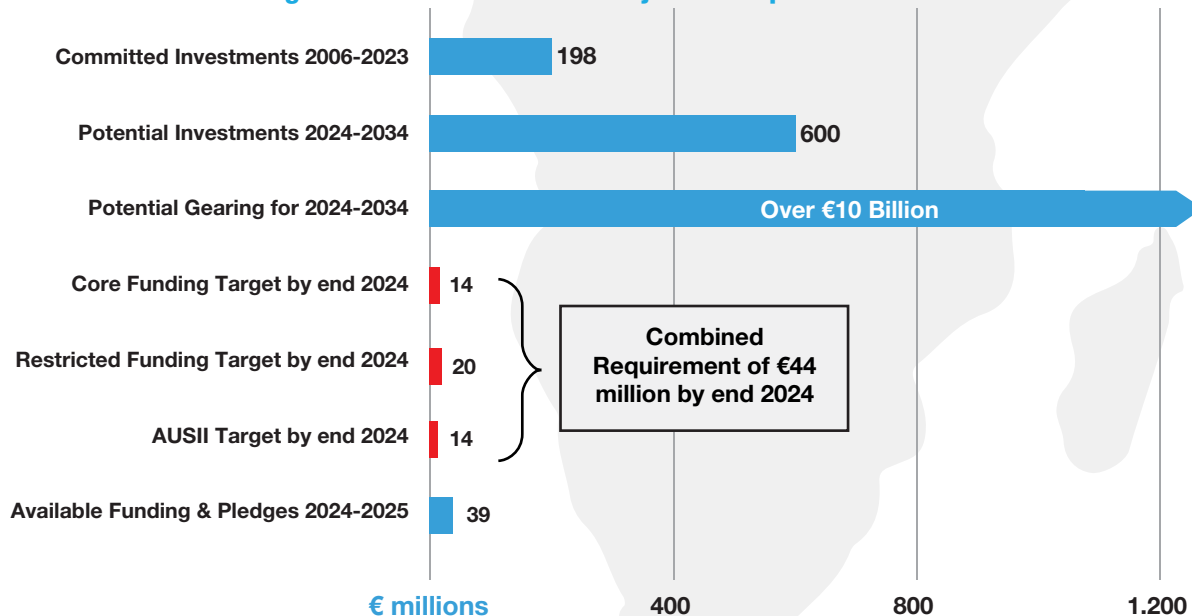 Committed Investments 2006-2023
198
Potential Investments 2024-2034
600
Potential Gearing for 2024-2034
Over €10 Billion
Core Funding Target by end 2024
14
Restricted Funding Target by end 2024
20
AUSII Target by end 2024
14
Combined
Requirement of €44
million by end 2024
Available Funding & Pledges 2024-2025
39
€ millions
400
800
1.200